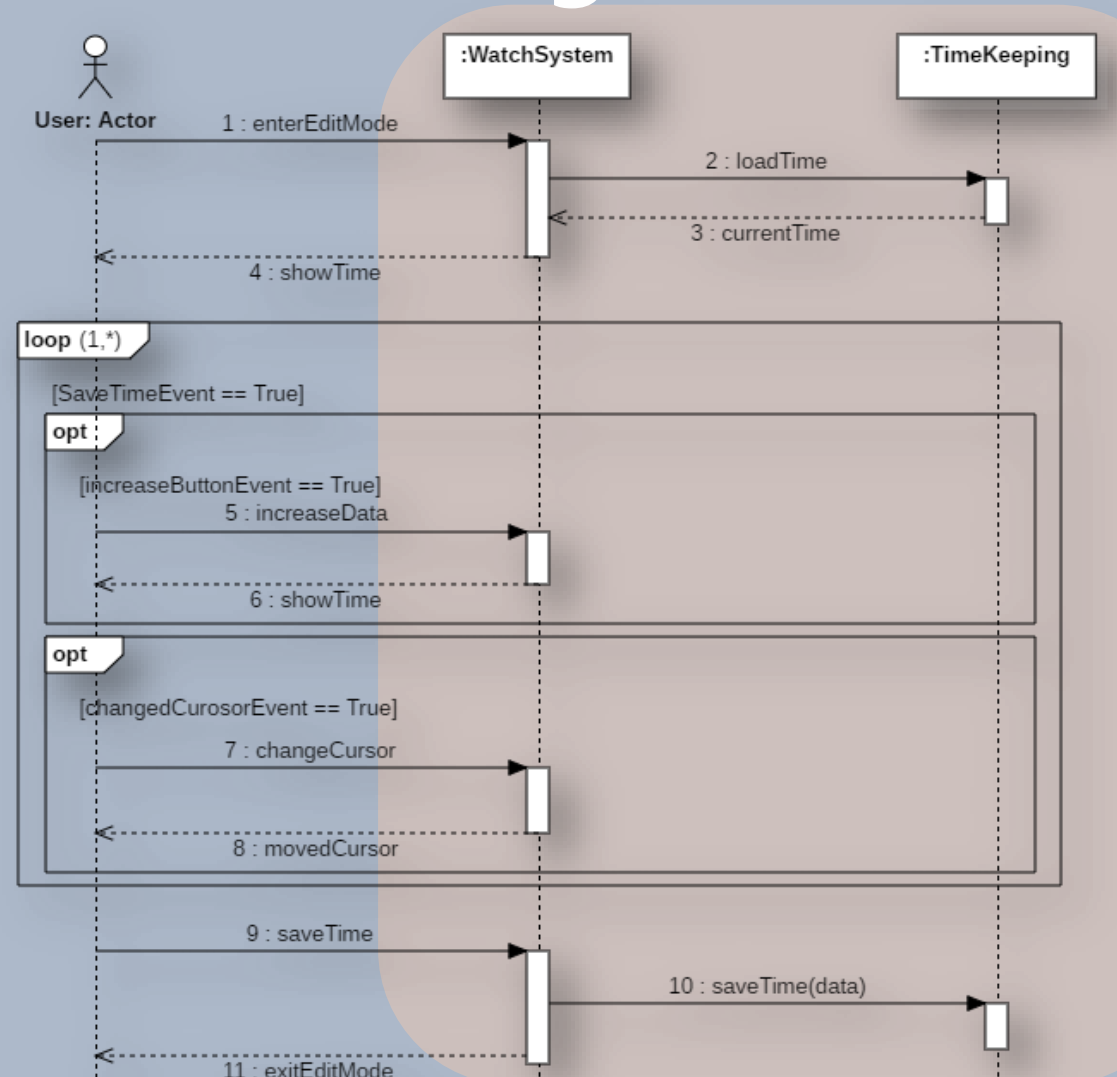 :WatchSystem
:TimeKeeping
User: Actor
1 : enterEditMode
2 : loadTime
3 : currentTime
4 : showTime
loop (1,*)
[SaveTimeEvent == True]
opt
[increaseButtonEvent == True]
5 : increaseData
6 : showTime
opt
[changedCurosorEvent == True]
7 : changeCursor
8 : movedCursor
9 : saveTime
10 : saveTime(data)
11 : exitEditMode